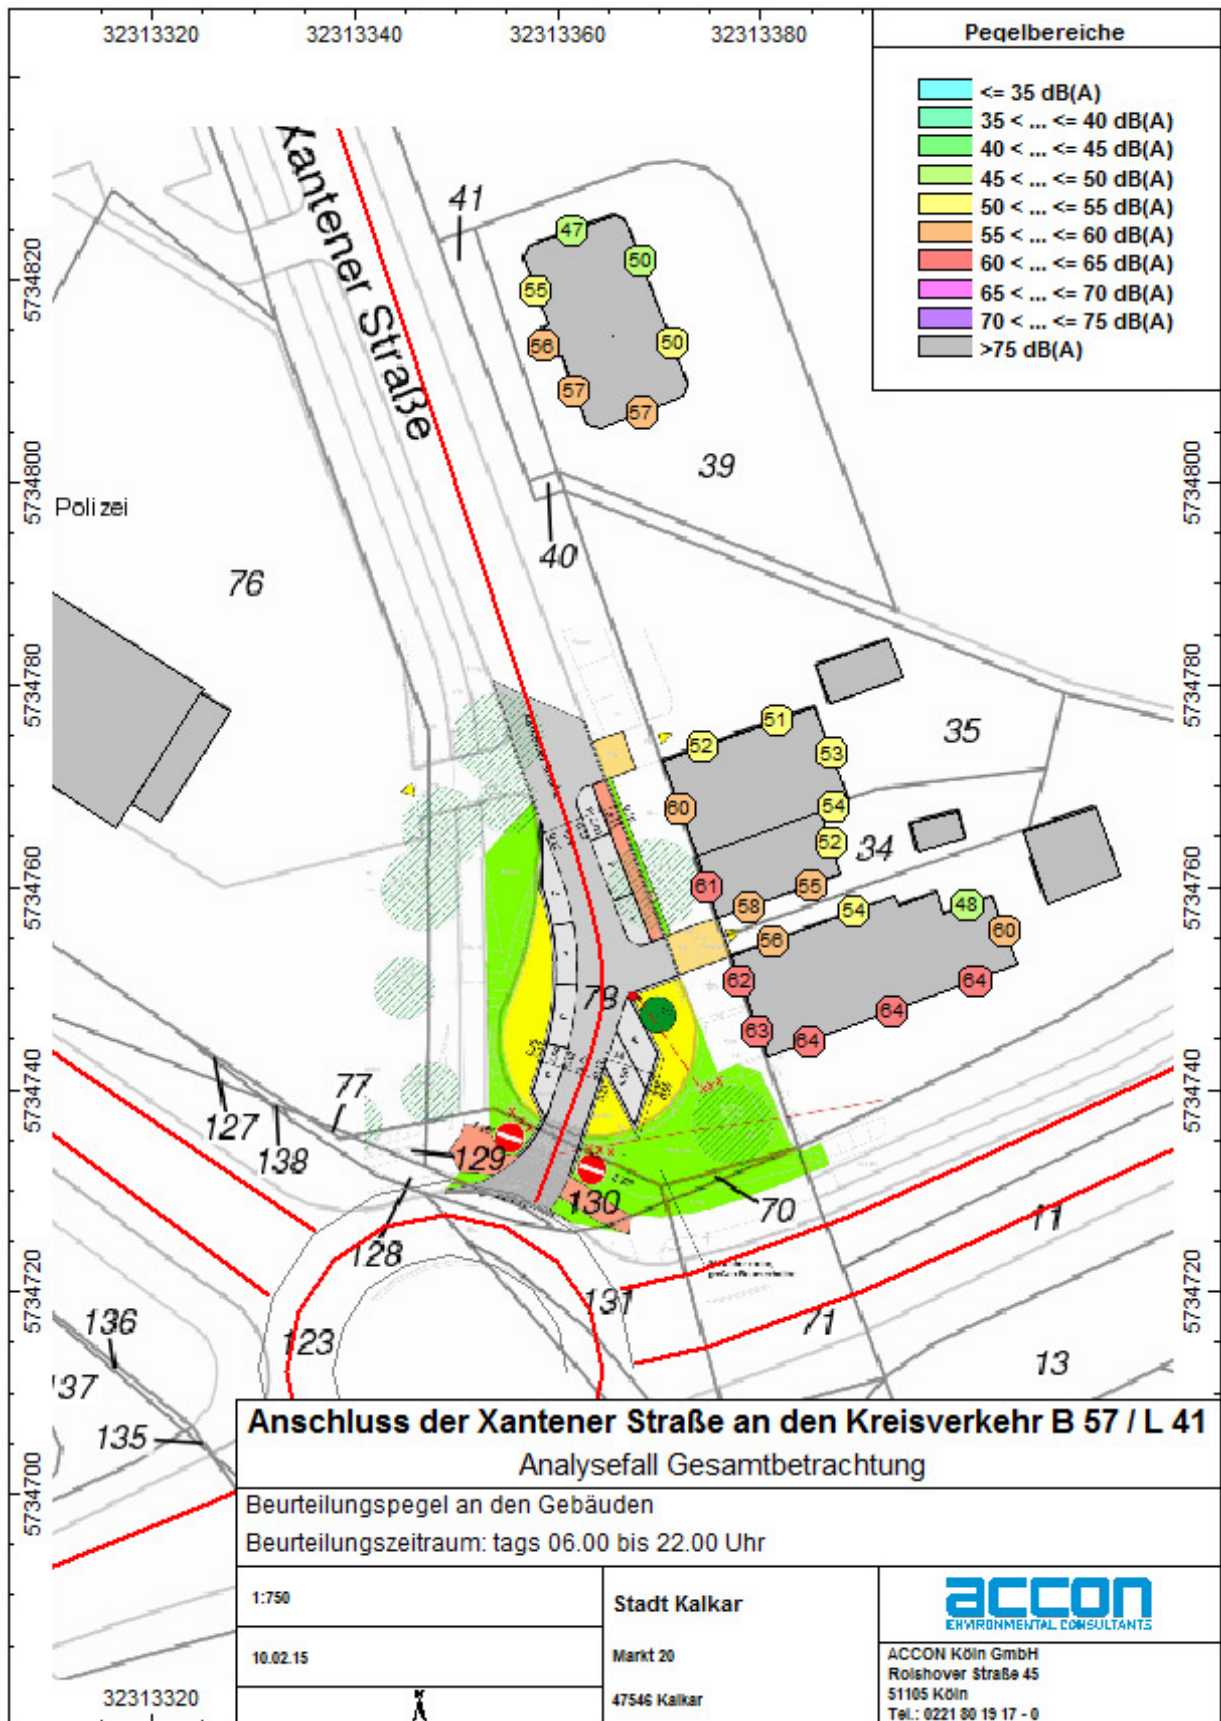 32313320 32313340 32313360 32313380
Pegelbereiche
<= 35 dB(A)
35 < ... <= 40 dB(A)
40 < ... <= 45 dB(A)
45 < ... <= 50 dB(A)
50 < ... <= 55 dB(A)
55 < ... <= 60 dB(A)
60 < ... <= 65 dB(A)
65 < ... <= 70 dB(A)
70 < ... <= 75 dB(A)
>75 dB(A)
Xantener Straße
41
47
50
5734820
55
50
56
57
57
39
5734800
5734800
Polizei
40
76
5734780
5734780
51
52
53
35
60
54
52
34
5734760
5734760
61
55
58
54
48
56
60
62
64
79
64
63
64
5734740
5734740
77
127
138
129
130
70
11
128
131
5734720
5734720
136
123
71
13
137
135
5734700
Anschluss der Xantener Straße an den Kreisverkehr B 57 / L 41
Analysefall Gesamtbetrachtung
Beurteilungspegel an den Gebäuden
Beurteilungszeitraum: tags 06.00 bis 22.00 Uhr
1:750
10.02.15
Stadt Kalkar
Markt 20
47546 Kalkar
accon
ENVIRONMENTAL CONSULTANTS
ACCON Köln GmbH
Rolshover Straße 45
51105 Köln
Tel.: 0221 80 19 17 - 0
32313320